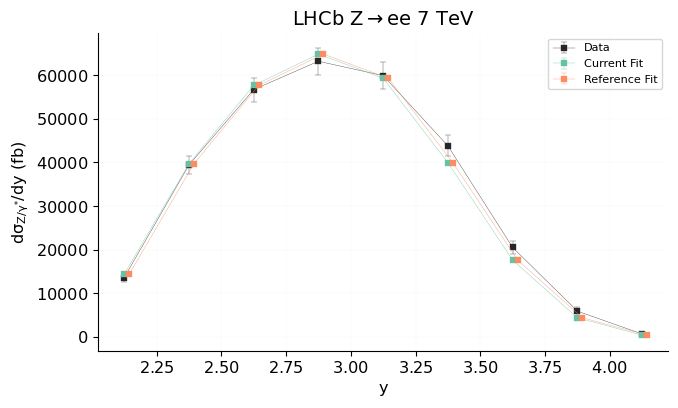 LHCb Z→ee 7 TeV
dσ_{Z/γ*}/dy (fb)
60000
50000
40000
30000
20000
10000
0
Data
Current Fit
Reference Fit
2.25 2.50 2.75 3.00 3.25 3.50 3.75 4.00
y